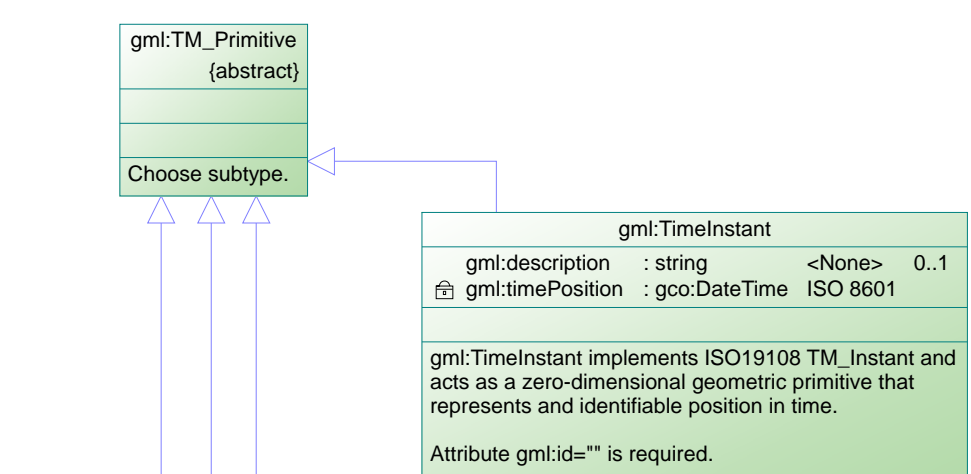 gml:TM_Primitive
{abstract}
Choose subtype.
gml:TimeInstant
gml:description : string <None> 0..1
gml:timePosition : gco:DateTime ISO 8601
gml:TimeInstant implements ISO19108 TM_Instant and
acts as a zero-dimensional geometric primitive that
represents and identifiable position in time.
Attribute gml:id="" is required.